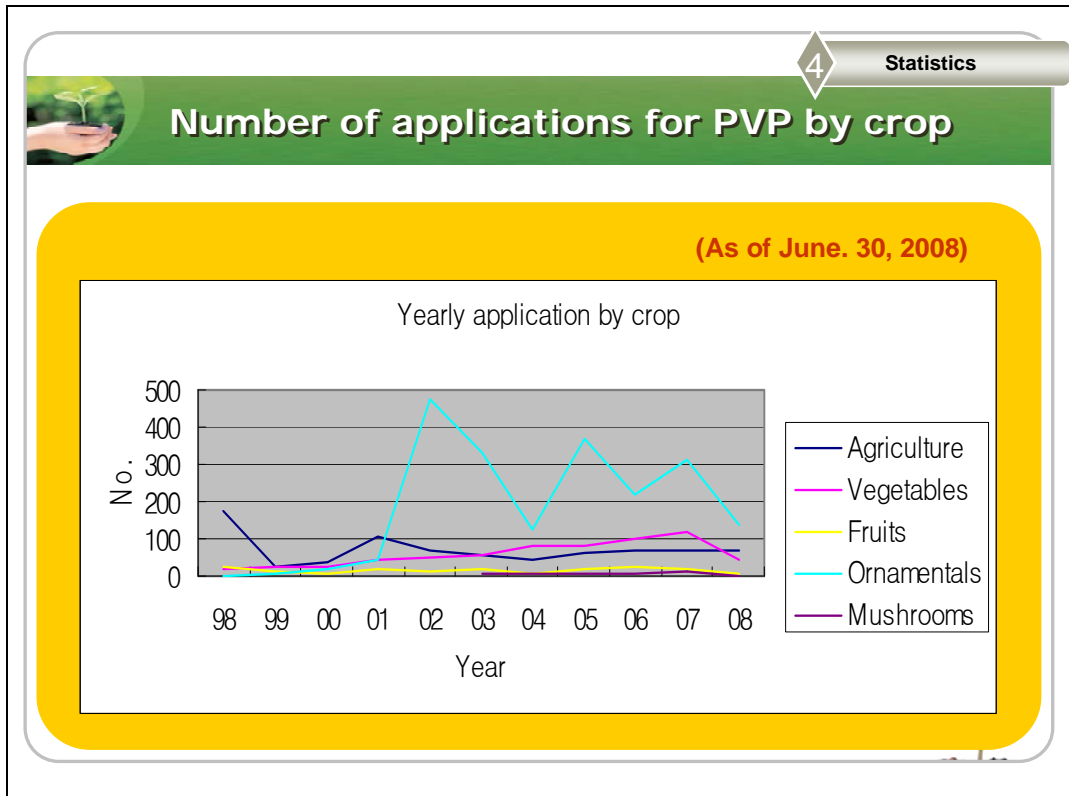 4
Statistics
Number of applications for PVP by crop
(As of June. 30, 2008)
Yearly application by crop
500
400
300
200
100
0
No.
98 99 00 01 02 03 04 05 06 07 08
Year
Agriculture
Vegetables
Fruits
Ornamentals
Mushrooms